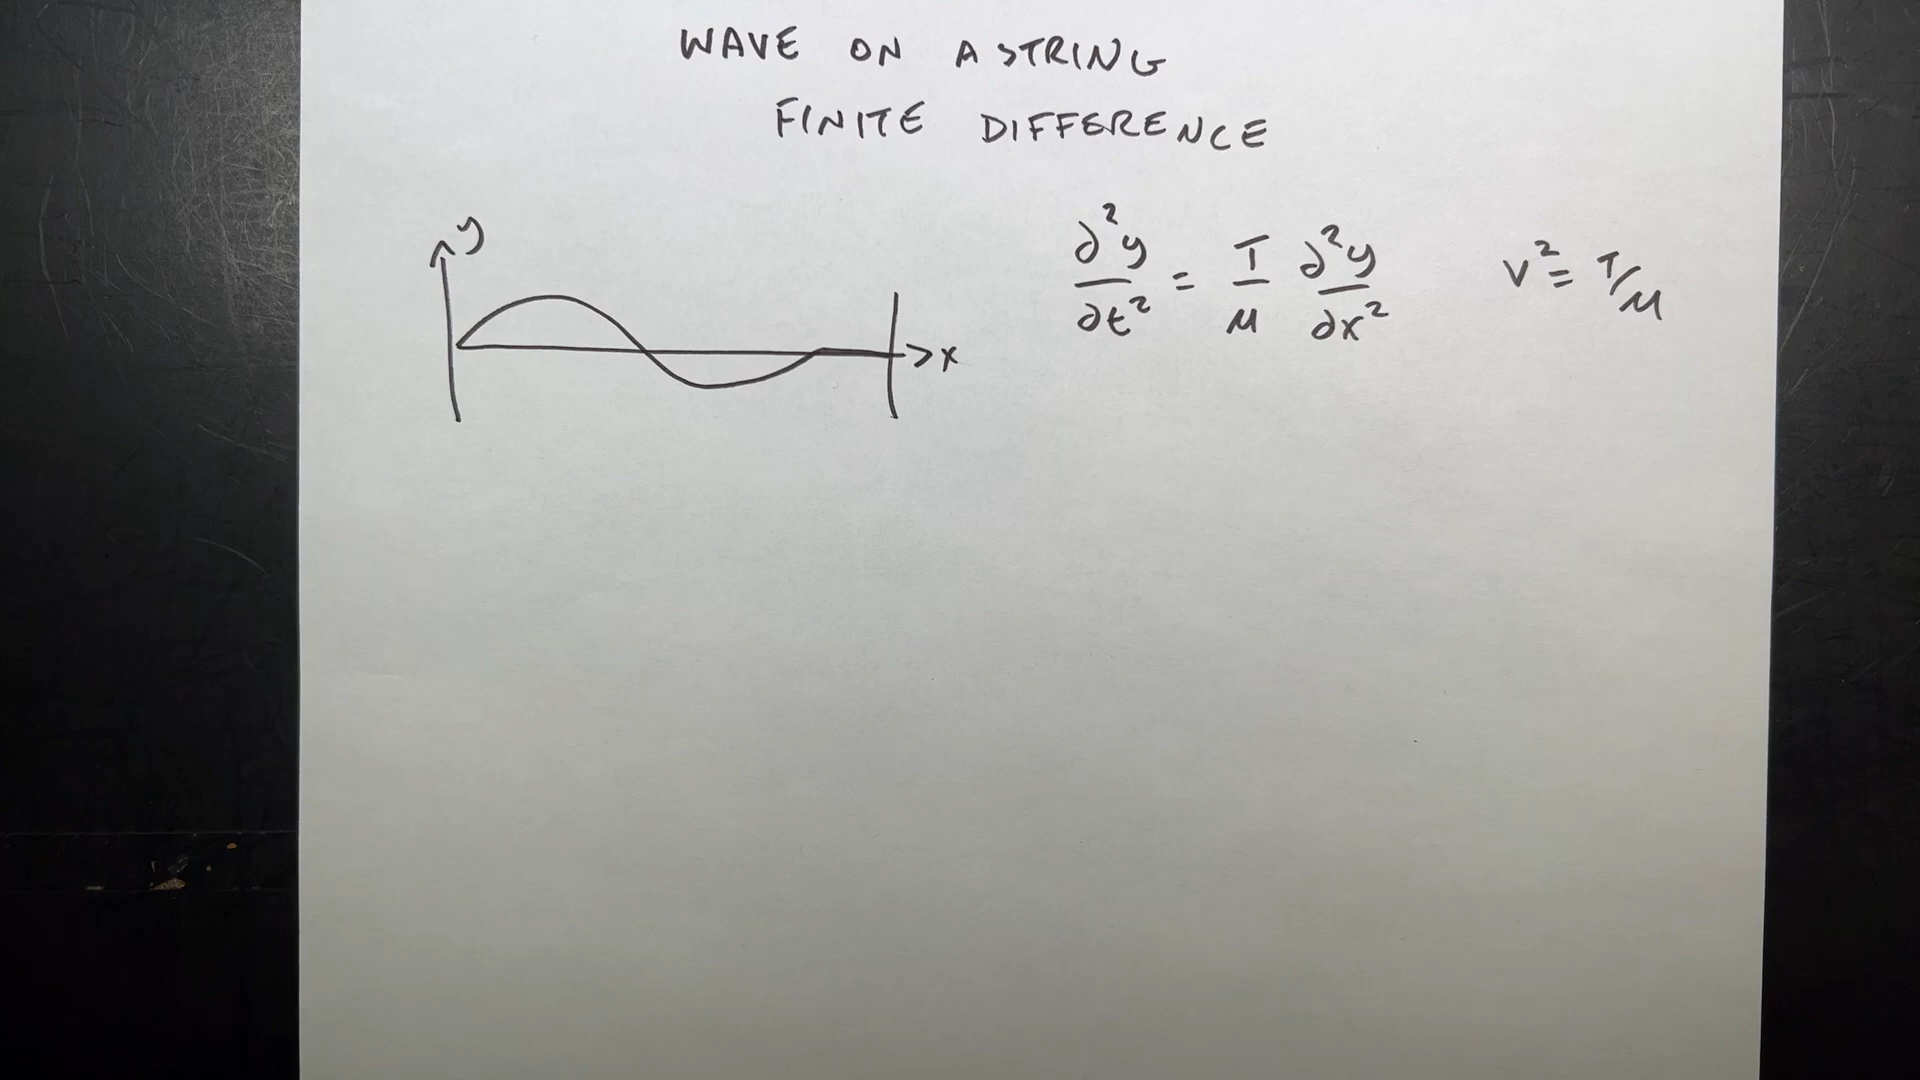 WAVE ON A STRING
FINITE DIFFERENCE
y
x
∂²y/∂t² = T/μ ∂²y/∂x²
v² = T/μ